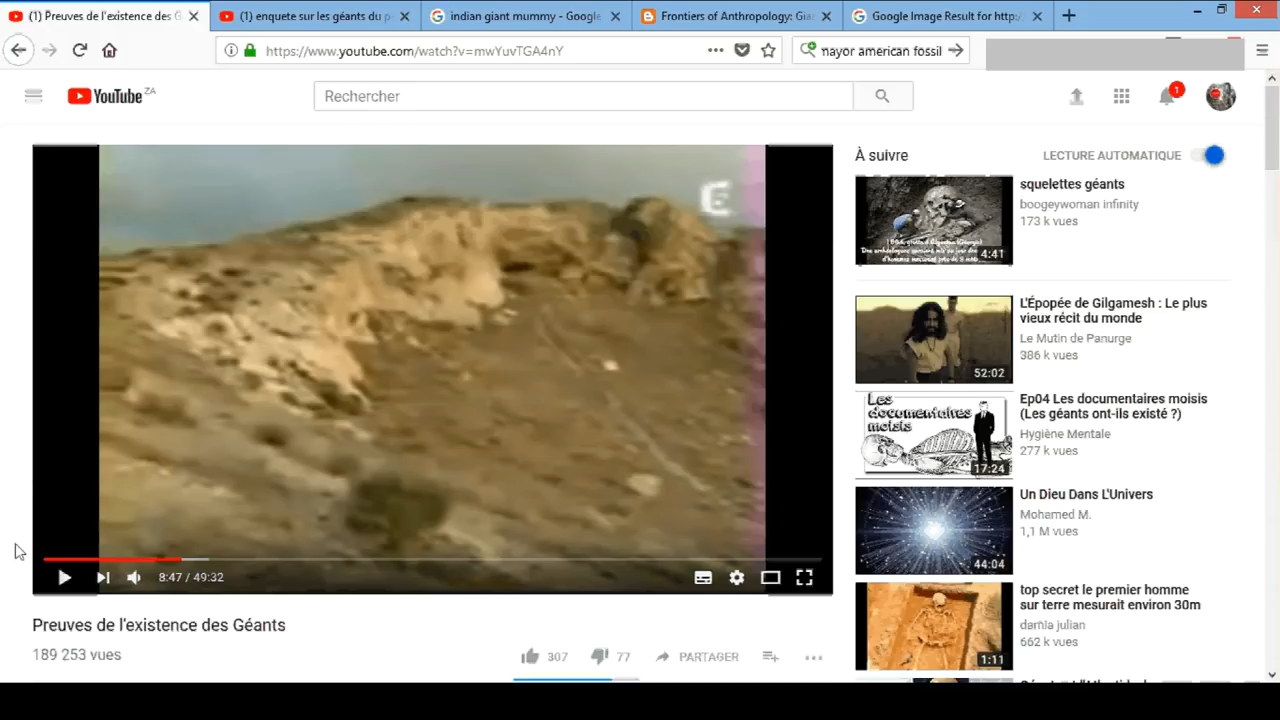 (1) Preuves de l'existence des G
(1) enquete sur les géants du p
indian giant mummy - Google
Frontiers of Anthropology: Gia
Google Image Result for http:
https://www.youtube.com/watch?v=mwYuvTGA4nY
mayor american fossil
YouTube ZA
Rechercher
1
À suivre
LECTURE AUTOMATIQUE
squelettes géants
boogeywoman infinity
173 k vues
4:41
L'Épopée de Gilgamesh : Le plus
vieux récit du monde
Le Mutin de Panurge
386 k vues
52:02
Les
documentaires
moisis
17:24
Ep04 Les documentaires moisis
(Les géants ont-ils existé ?)
Hygiène Mentale
277 k vues
Un Dieu Dans L'Univers
Mohamed M.
1,1 M vues
44:04
top secret le premier homme
sur terre mesurait environ 30m
damla julian
662 k vues
1:11
8:47 / 49:32
Preuves de l'existence des Géants
189 253 vues
307
77
PARTAGER